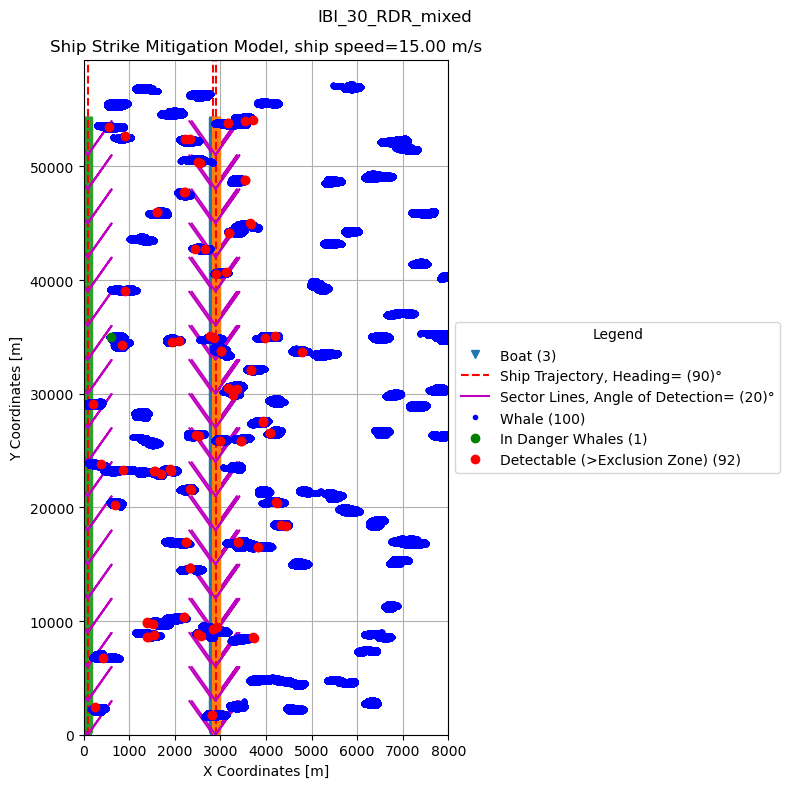 IBI_30_RDR_mixed
Ship Strike Mitigation Model, ship speed=15.00 m/s
Y Coordinates [m]
50000
40000
30000
20000
10000
0
0 1000 2000 3000 4000 5000 6000 7000 8000
X Coordinates [m]
Legend
Boat (3)
Ship Trajectory, Heading= (90)°
Sector Lines, Angle of Detection= (20)°
Whale (100)
In Danger Whales (1)
Detectable (>Exclusion Zone) (92)